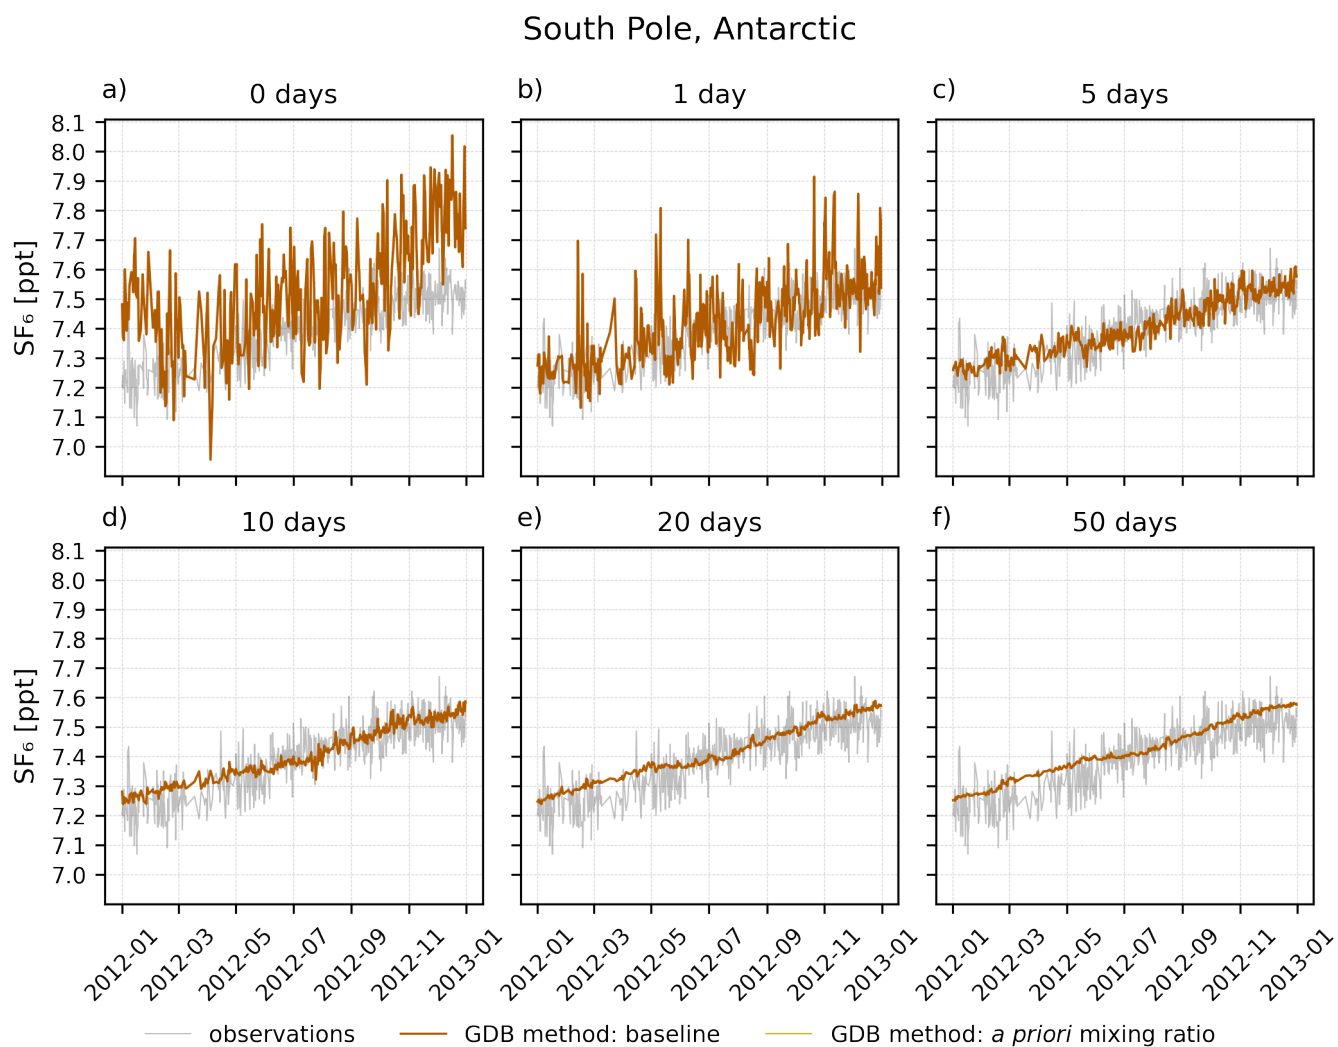 South Pole, Antarctic
a) 0 days
b) 1 day
c) 5 days
8.1
8.0
7.9
7.8
7.7
7.6
7.5
7.4
7.3
7.2
7.1
7.0
SF₆ [ppt]
d) 10 days
e) 20 days
f) 50 days
8.1
8.0
7.9
7.8
7.7
7.6
7.5
7.4
7.3
7.2
7.1
7.0
SF₆ [ppt]
2012-01 2012-03 2012-05 2012-07 2012-09 2012-11 2013-01
2012-01 2012-03 2012-05 2012-07 2012-09 2012-11 2013-01
2012-01 2012-03 2012-05 2012-07 2012-09 2012-11 2013-01
observations GDB method: baseline GDB method: a priori mixing ratio